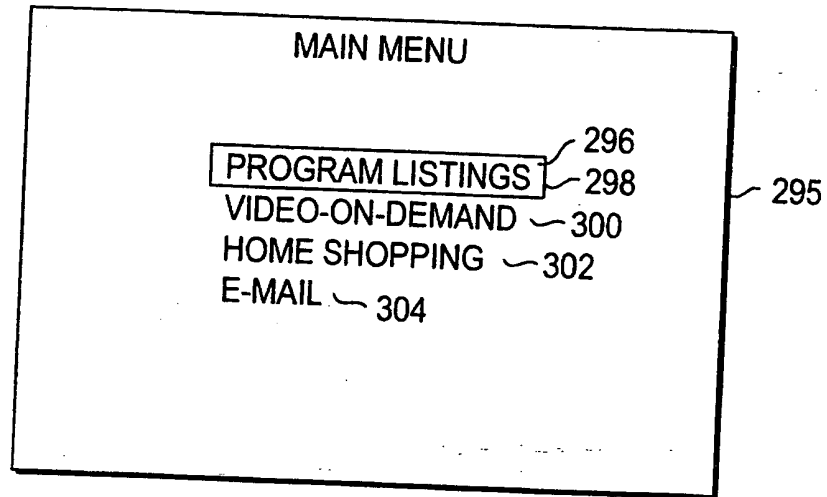 MAIN MENU
PROGRAM LISTINGS
296
298
295
VIDEO-ON-DEMAND 300
HOME SHOPPING 302
E-MAIL 304